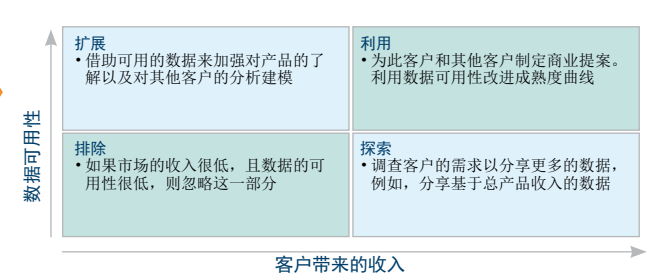 扩展
• 借助可用的数据来加强对产品的了
解以及对其他客户的分析建模
利用
• 为此客户和其他客户制定商业提案。
利用数据可用性改进成熟度曲线
排除
• 如果市场的收入很低，且数据的可
用性很低，则忽略这一部分
探索
• 调查客户的需求以分享更多的数据，
例如，分享基于总产品收入的数据
数据可用性
客户带来的收入